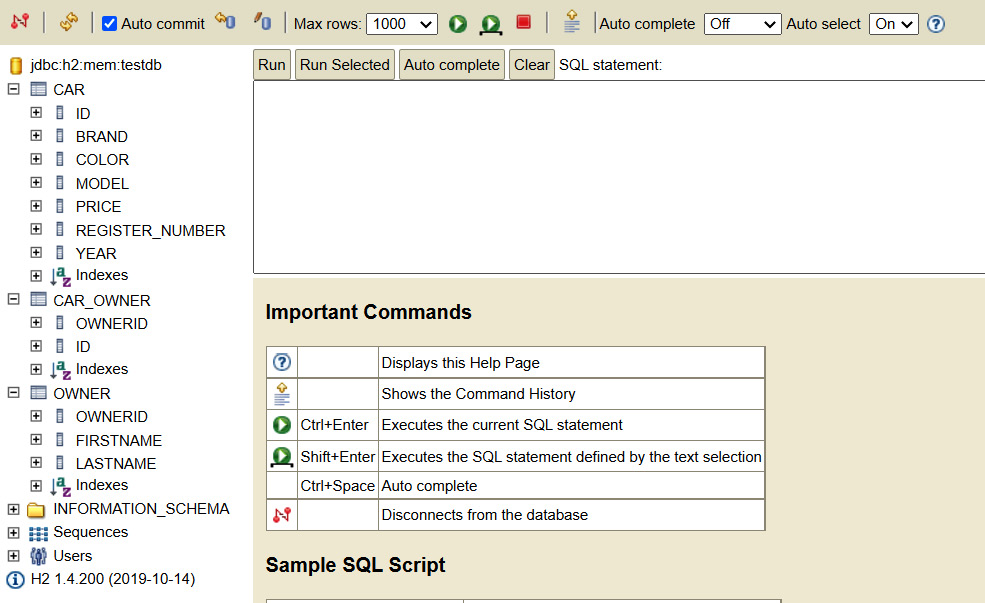 Auto commit Max rows: 1000 Auto complete Off Auto select On
jdbc:h2:mem:testdb
CAR
ID
BRAND
COLOR
MODEL
PRICE
REGISTER_NUMBER
YEAR
Indexes
CAR_OWNER
OWNERID
ID
Indexes
OWNER
OWNERID
FIRSTNAME
LASTNAME
Indexes
INFORMATION_SCHEMA
Sequences
Users
H2 1.4.200 (2019-10-14)
Run Run Selected Auto complete Clear SQL statement:
Important Commands
Displays this Help Page
Shows the Command History
Ctrl+Enter Executes the current SQL statement
Shift+Enter Executes the SQL statement defined by the text selection
Ctrl+Space Auto complete
Disconnects from the database
Sample SQL Script